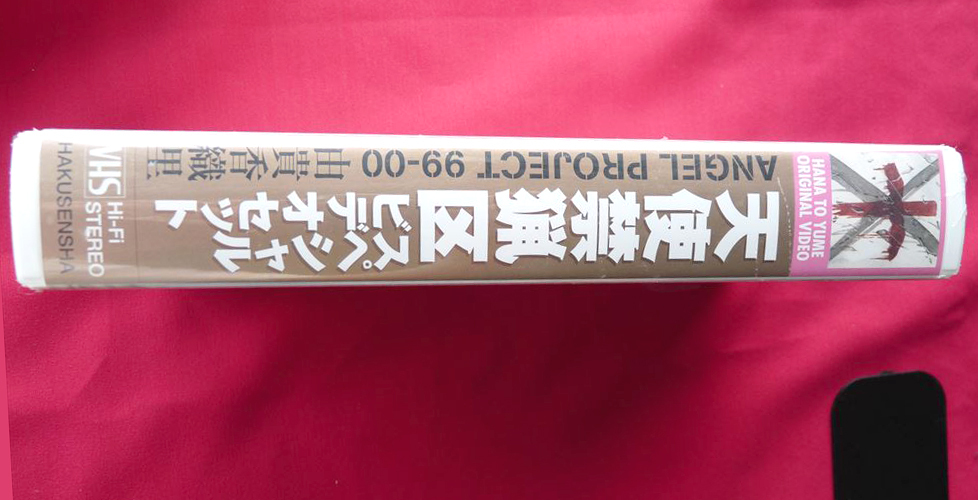 HANA TO YUME
ORIGINAL VIDEO
ANGEL PROJECT 99-00
天使禁猟区
スペシャル
ビデオセット
由貴香織里
VHS Hi-Fi
STEREO
HAKUSENSHA